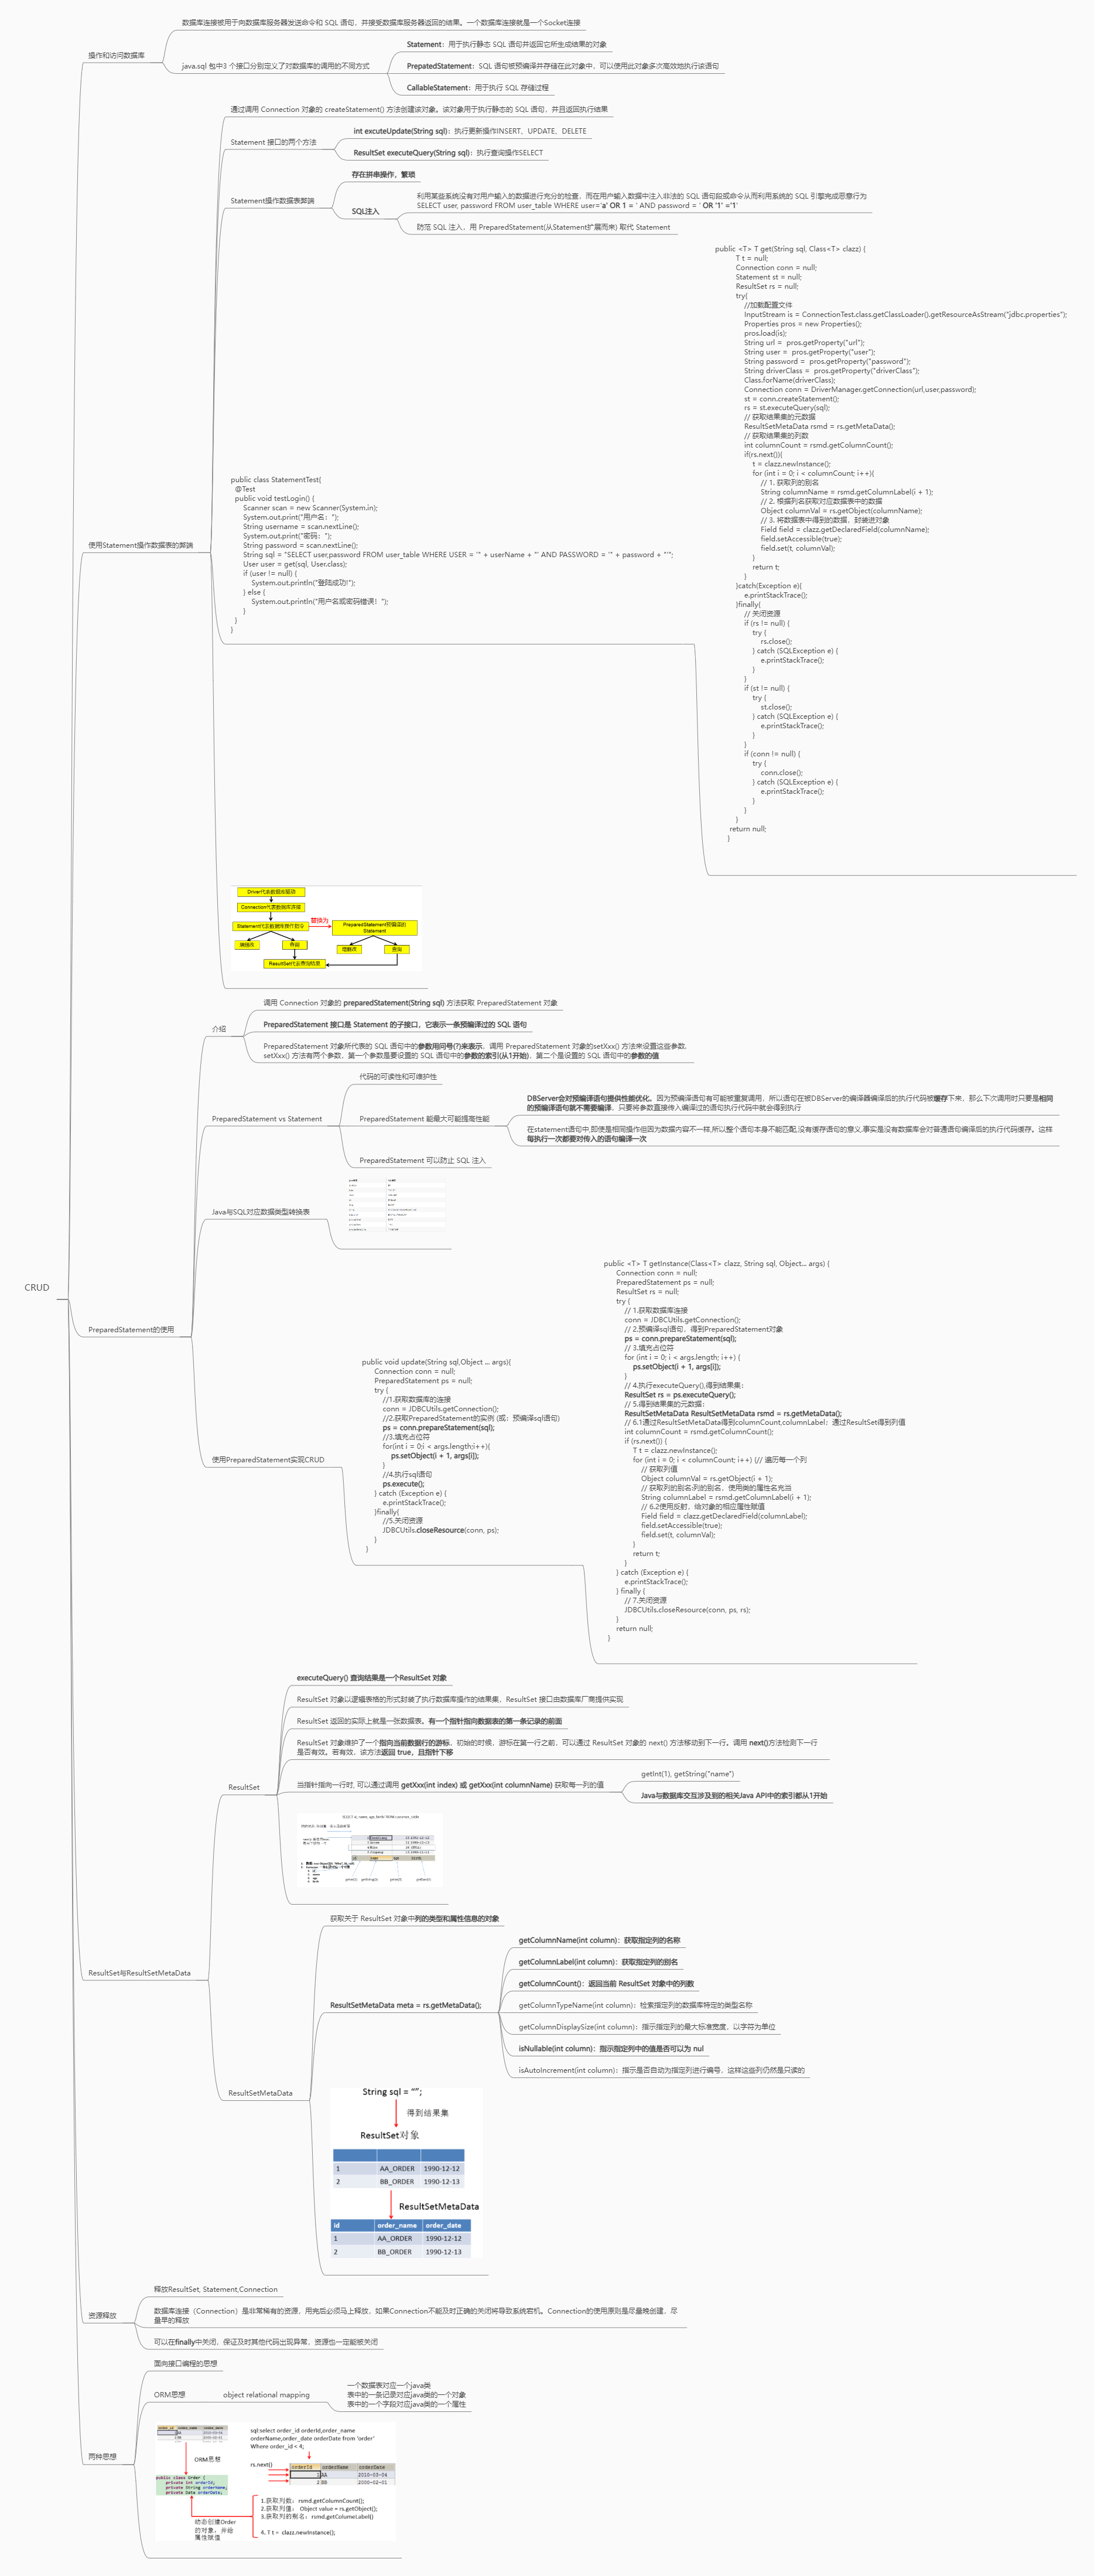 CRUD
操作和访问数据库
数据库连接被用于向数据库服务器发送命令和 SQL 语句，并接受数据库服务器返回的结果。一个数据库连接就是一个Socket连接
java.sql 包中3 个接口分别定义了对数据库的调用的不同方式
Statement：用于执行静态 SQL 语句并返回它所生成结果的对象
PrepatedStatement：SQL 语句被预编译并存储在此对象中，可以使用此对象多次高效地执行该语句
CallableStatement：用于执行 SQL 存储过程
使用Statement操作数据表的弊端
通过调用 Connection 对象的 createStatement() 方法创建该对象。该对象用于执行静态的 SQL 语句，并且返回执行结果
Statement 接口的两个方法
int excuteUpdate(String sql)：执行更新操作INSERT、UPDATE、DELETE
ResultSet executeQuery(String sql)：执行查询操作SELECT
Statement操作数据表弊端
存在拼串操作，繁琐
SQL注入
利用某些系统没有对用户输入的数据进行充分的检查，而在用户输入数据中注入非法的 SQL 语句段或命令从而利用系统的 SQL 引擎完成恶意行为
SELECT user, password FROM user_table WHERE user='a' OR 1 = ' AND password = ' OR '1' ='1'
防范 SQL 注入，用 PreparedStatement(从Statement扩展而来) 取代 Statement
public class StatementTest{
@Test
public void testLogin() {
Scanner scan = new Scanner(System.in);
System.out.print("用户名：");
String username = scan.nextLine();
System.out.print("密码：");
String password = scan.nextLine();
String sql = "SELECT user,password FROM user_table WHERE USER = '" + userName + "' AND PASSWORD = '" + password + "'";
User user = get(sql, User.class);
if (user != null) {
System.out.println("登陆成功!");
} else {
System.out.println("用户名或密码错误！");
}
}
}
public <T> T get(String sql, Class<T> clazz) {
T t = null;
Connection conn = null;
Statement st = null;
ResultSet rs = null;
try{
//加载配置文件
InputStream is = ConnectionTest.class.getClassLoader().getResourceAsStream("jdbc.properties");
Properties pros = new Properties();
pros.load(is);
String url = pros.getProperty("url");
String user = pros.getProperty("user");
String password = pros.getProperty("password");
String driverClass = pros.getProperty("driverClass");
Class.forName(driverClass);
Connection conn = DriverManager.getConnection(url,user,password);
st = conn.createStatement();
rs = st.executeQuery(sql);
// 获取结果集的元数据
ResultSetMetaData rsmd = rs.getMetaData();
// 获取结果集的列数
int columnCount = rsmd.getColumnCount();
if(rs.next()){
t = clazz.newInstance();
for (int i = 0; i < columnCount; i++){
// 1. 获取列的别名
String columnName = rsmd.getColumnLabel(i + 1);
// 2. 根据列名获取对应数据表中的数据
Object columnVal = rs.getObject(columnName);
// 3. 将数据表中得到的数据，封装进对象
Field field = clazz.getDeclaredField(columnName);
field.setAccessible(true);
field.set(t, columnVal);
}
return t;
}
}catch(Exception e){
e.printStackTrace();
}finally{
// 关闭资源
if (rs != null) {
try {
rs.close();
} catch (SQLException e) {
e.printStackTrace();
}
}
if (st != null) {
try {
st.close();
} catch (SQLException e) {
e.printStackTrace();
}
}
if (conn != null) {
try {
conn.close();
} catch (SQLException e) {
e.printStackTrace();
}
}
}
return null;
}
Driver代表数据库驱动
Connection代表数据库连接
Statement代表数据库操作指令
替换为
PreparedStatement预编译的
Statement
增删改
查询
增删改
查询
ResultSet代表查询结果
PreparedStatement的使用
介绍
调用 Connection 对象的 preparedStatement(String sql) 方法获取 PreparedStatement 对象
PreparedStatement 接口是 Statement 的子接口，它表示一条预编译过的 SQL 语句
PreparedStatement 对象所代表的 SQL 语句中的参数用问号(?)来表示，调用 PreparedStatement 对象的setXxx() 方法来设置这些参数.
setXxx() 方法有两个参数，第一个参数是要设置的 SQL 语句中的参数的索引(从1开始)，第二个是设置的 SQL 语句中的参数的值
PreparedStatement vs Statement
代码的可读性和可维护性
PreparedStatement 能最大可能提高性能
DBServer会对预编译语句提供性能优化。因为预编译语句有可能被重复调用，所以语句在被DBServer的编译器编译后的执行代码被缓存下来，那么下次调用时只要是相同
的预编译语句就不需要编译，只要将参数直接传入编译过的语句执行代码中就会得到执行
在statement语句中,即使是相同操作但因为数据内容不一样,所以整个语句本身不能匹配,没有缓存语句的意义.事实是没有数据库会对普通语句编译后的执行代码缓存。这样
每执行一次都要对传入的语句编译一次
PreparedStatement 可以防止 SQL 注入
Java与SQL对应数据类型转换表
使用PreparedStatement实现CRUD
public void update(String sql,Object ... args){
Connection conn = null;
PreparedStatement ps = null;
try {
//1.获取数据库的连接
conn = JDBCUtils.getConnection();
//2.获取PreparedStatement的实例 (或：预编译sql语句)
ps = conn.prepareStatement(sql);
//3.填充占位符
for(int i = 0;i < args.length;i++){
ps.setObject(i + 1, args[i]);
}
//4.执行sql语句
ps.execute();
} catch (Exception e) {
e.printStackTrace();
}finally{
//5.关闭资源
JDBCUtils.closeResource(conn, ps);
}
}
public <T> T getInstance(Class<T> clazz, String sql, Object... args) {
Connection conn = null;
PreparedStatement ps = null;
ResultSet rs = null;
try {
// 1.获取数据库连接
conn = JDBCUtils.getConnection();
// 2.预编译sql语句，得到PreparedStatement对象
ps = conn.prepareStatement(sql);
// 3.填充占位符
for (int i = 0; i < args.length; i++) {
ps.setObject(i + 1, args[i]);
}
// 4.执行executeQuery(),得到结果集：
ResultSet rs = ps.executeQuery();
// 5.得到结果集的元数据：
ResultSetMetaData ResultSetMetaData rsmd = rs.getMetaData();
// 6.1通过ResultSetMetaData得到columnCount,columnLabel；通过ResultSet得到列值
int columnCount = rsmd.getColumnCount();
if (rs.next()) {
T t = clazz.newInstance();
for (int i = 0; i < columnCount; i++) {// 遍历每一个列
// 获取列值
Object columnVal = rs.getObject(i + 1);
// 获取列的别名:列的别名，使用类的属性名充当
String columnLabel = rsmd.getColumnLabel(i + 1);
// 6.2使用反射，给对象的相应属性赋值
Field field = clazz.getDeclaredField(columnLabel);
field.setAccessible(true);
field.set(t, columnVal);
}
return t;
}
} catch (Exception e) {
e.printStackTrace();
} finally {
// 7.关闭资源
JDBCUtils.closeResource(conn, ps, rs);
}
return null;
}
ResultSet与ResultSetMetaData
ResultSet
executeQuery() 查询结果是一个ResultSet 对象
ResultSet 对象以逻辑表格的形式封装了执行数据库操作的结果集，ResultSet 接口由数据库厂商提供实现
ResultSet 返回的实际上就是一张数据表。有一个指针指向数据表的第一条记录的前面
ResultSet 对象维护了一个指向当前数据行的游标，初始的时候，游标在第一行之前，可以通过 ResultSet 对象的 next() 方法移动到下一行。调用 next()方法检测下一行
是否有效。若有效，该方法返回 true，且指针下移
当指针指向一行时, 可以通过调用 getXxx(int index) 或 getXxx(int columnName) 获取每一列的值
getInt(1), getString("name")
Java与数据库交互涉及到的相关Java API中的索引都从1开始
ResultSetMetaData
获取关于 ResultSet 对象中列的类型和属性信息的对象
ResultSetMetaData meta = rs.getMetaData();
getColumnName(int column)：获取指定列的名称
getColumnLabel(int column)：获取指定列的别名
getColumnCount()：返回当前 ResultSet 对象中的列数
getColumnTypeName(int column)：检索指定列的数据库特定的类型名称
getColumnDisplaySize(int column)：指示指定列的最大标准宽度，以字符为单位
isNullable(int column)：指示指定列中的值是否可以为 nul
isAutoIncrement(int column)：指示是否自动为指定列进行编号，这样这些列仍然是只读的
String sql = “”;
得到结果集
ResultSet对象
1 AA_ORDER 1990-12-12
2 BB_ORDER 1990-12-13
ResultSetMetaData
id order_name order_date
1 AA_ORDER 1990-12-12
2 BB_ORDER 1990-12-13
资源释放
释放ResultSet, Statement,Connection
数据库连接（Connection）是非常稀有的资源，用完后必须马上释放，如果Connection不能及时正确的关闭将导致系统宕机。Connection的使用原则是尽量晚创建，尽
量早的释放
可以在finally中关闭，保证及时其他代码出现异常，资源也一定能被关闭
两种思想
面向接口编程的思想
ORM思想
object relational mapping
一个数据表对应一个java类
表中的一条记录对应java类的一个对象
表中的一个字段对应java类的一个属性
sql:select order_id orderId,order_name
orderName,order_date orderDate from 'order'
Where order_id < 4;
ORM思想
rs.next()
orderId orderName orderDate
1 AA 2010-03-04
2 BB 2000-02-01
public class Order {
private int orderId;
private String orderName;
private Date orderDate;
1.获取列数：rsmd.getColumnCount();
2.获取列值： Object value = rs.getObject();
3.获取列的别名：rsmd.getColumeLabel()
4. T t = clazz.newInstance();
动态创建Order
的对象，并给
属性赋值